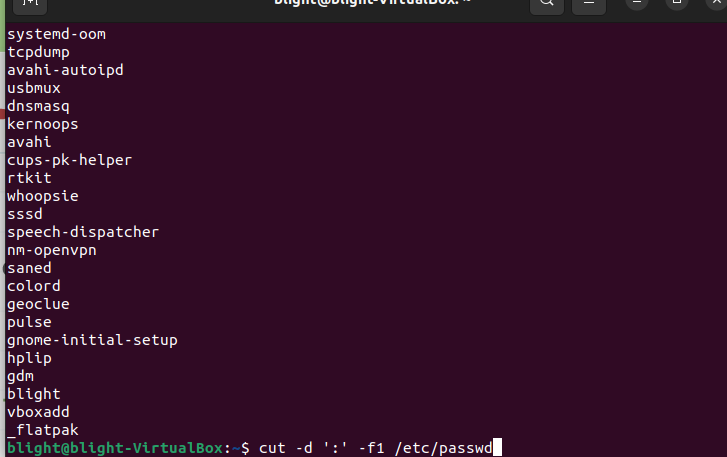 blight@blight-VirtualBox: ~
systemd-oom
tcpdump
avahi-autoipd
usbmux
dnsmasq
kernoops
avahi
cups-pk-helper
rtkit
whoopsie
sssd
speech-dispatcher
nm-openvpn
saned
colord
geoclue
pulse
gnome-initial-setup
hplip
gdm
blight
vboxadd
_flatpak
blight@blight-VirtualBox:~$ cut -d ':' -f1 /etc/passwd